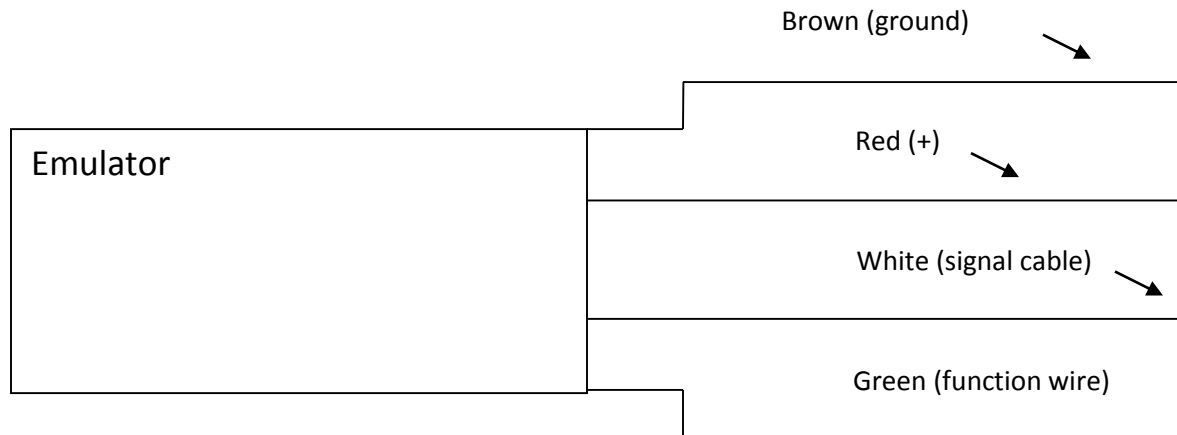 Brown (ground)
Red (+)
Emulator
White (signal cable)
Green (function wire)